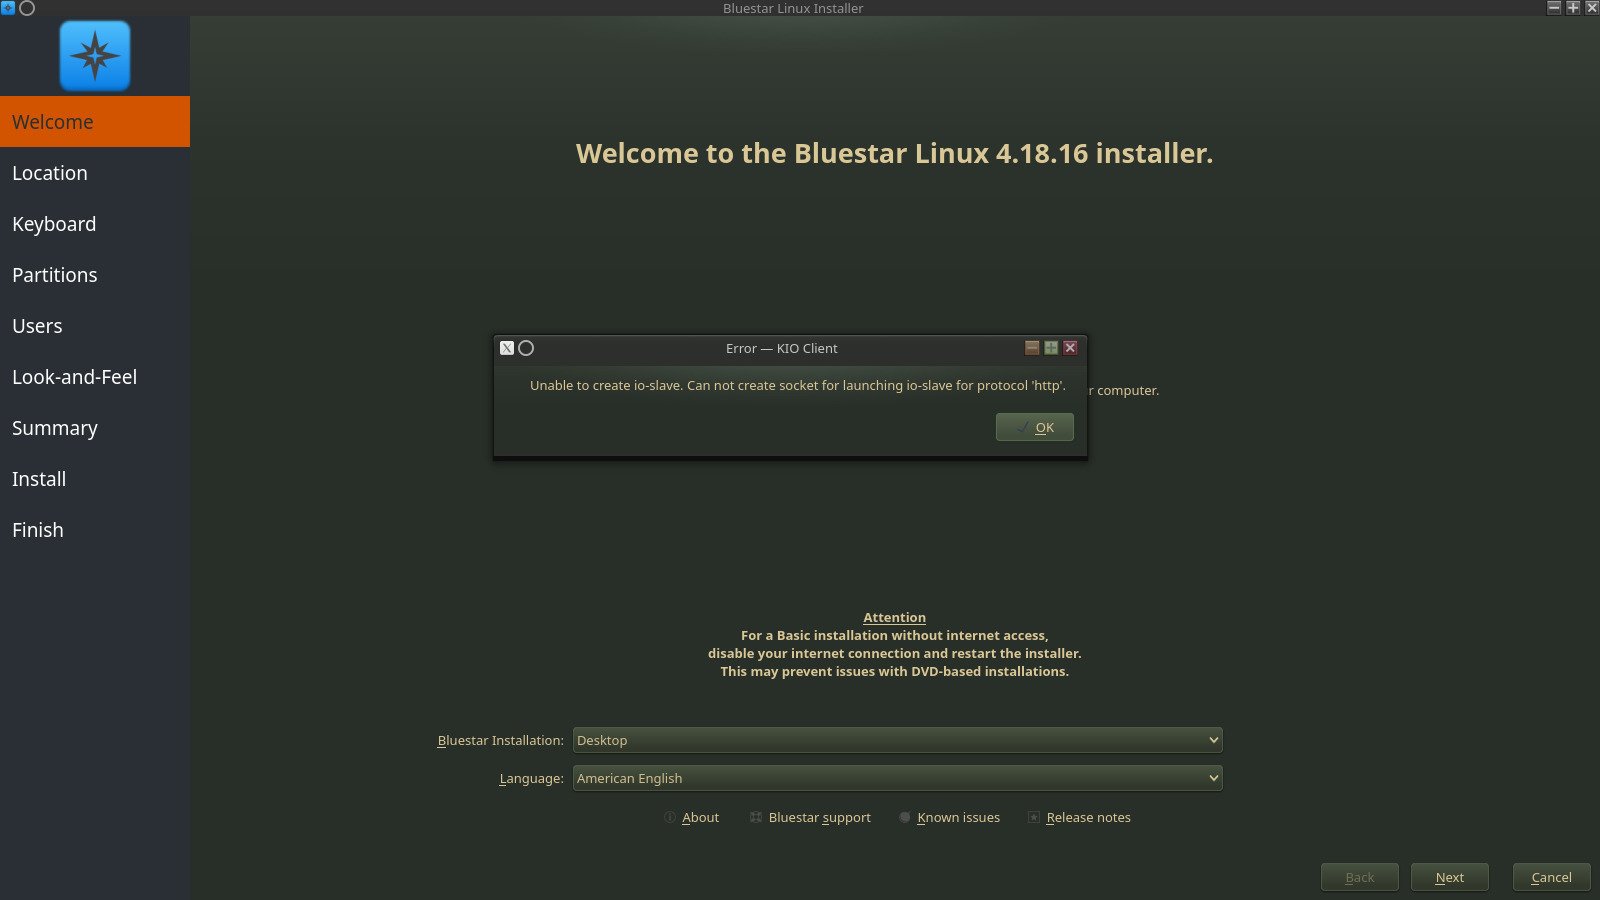 Bluestar Linux Installer
Welcome
Location
Keyboard
Partitions
Users
Look-and-Feel
Summary
Install
Finish
Welcome to the Bluestar Linux 4.18.16 installer.
Error — KIO Client
Unable to create io-slave. Can not create socket for launching io-slave for protocol 'http'.
OK
r computer.
Attention
For a Basic installation without internet access,
disable your internet connection and restart the installer.
This may prevent issues with DVD-based installations.
Bluestar Installation: Desktop
Language: American English
About Bluestar support Known issues Release notes
Back Next Cancel